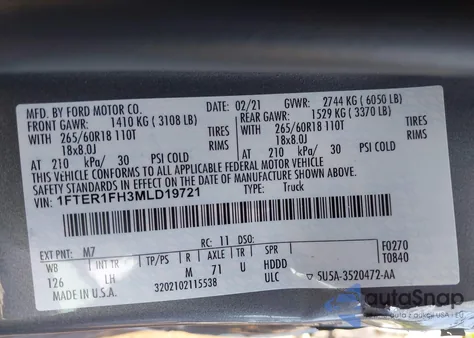 MFD. BY FORD MOTOR CO.
DATE: 02/21 GVWR: 2744 KG (6050 LB)
FRONT GAWR: 1410 KG (3108 LB) REAR GAWR: 1529 KG (3370 LB)
WITH 265/60R18 110T TIRES WITH 265/60R18 110T TIRES
18x8.0J RIMS 18x8.0J RIMS
AT 210 kPa/ 30 PSI COLD AT 210 kPa/ 30 PSI COLD
THIS VEHICLE CONFORMS TO ALL APPLICABLE FEDERAL MOTOR VEHICLE
SAFETY STANDARDS IN EFFECT ON THE DATE OF MANUFACTURE SHOWN ABOVE.
VIN: 1FTER1FH3MLD19721
TYPE: Truck
EXT PNT: M7 RC: 11 DSO: F0270
WB INT TR TP/PS R AXLE TR SPR T0840
126 LH M 71 U HDDD
MADE IN U.S.A. 3202102115538 ULC 5U5A-3520472-AA
autoSnap